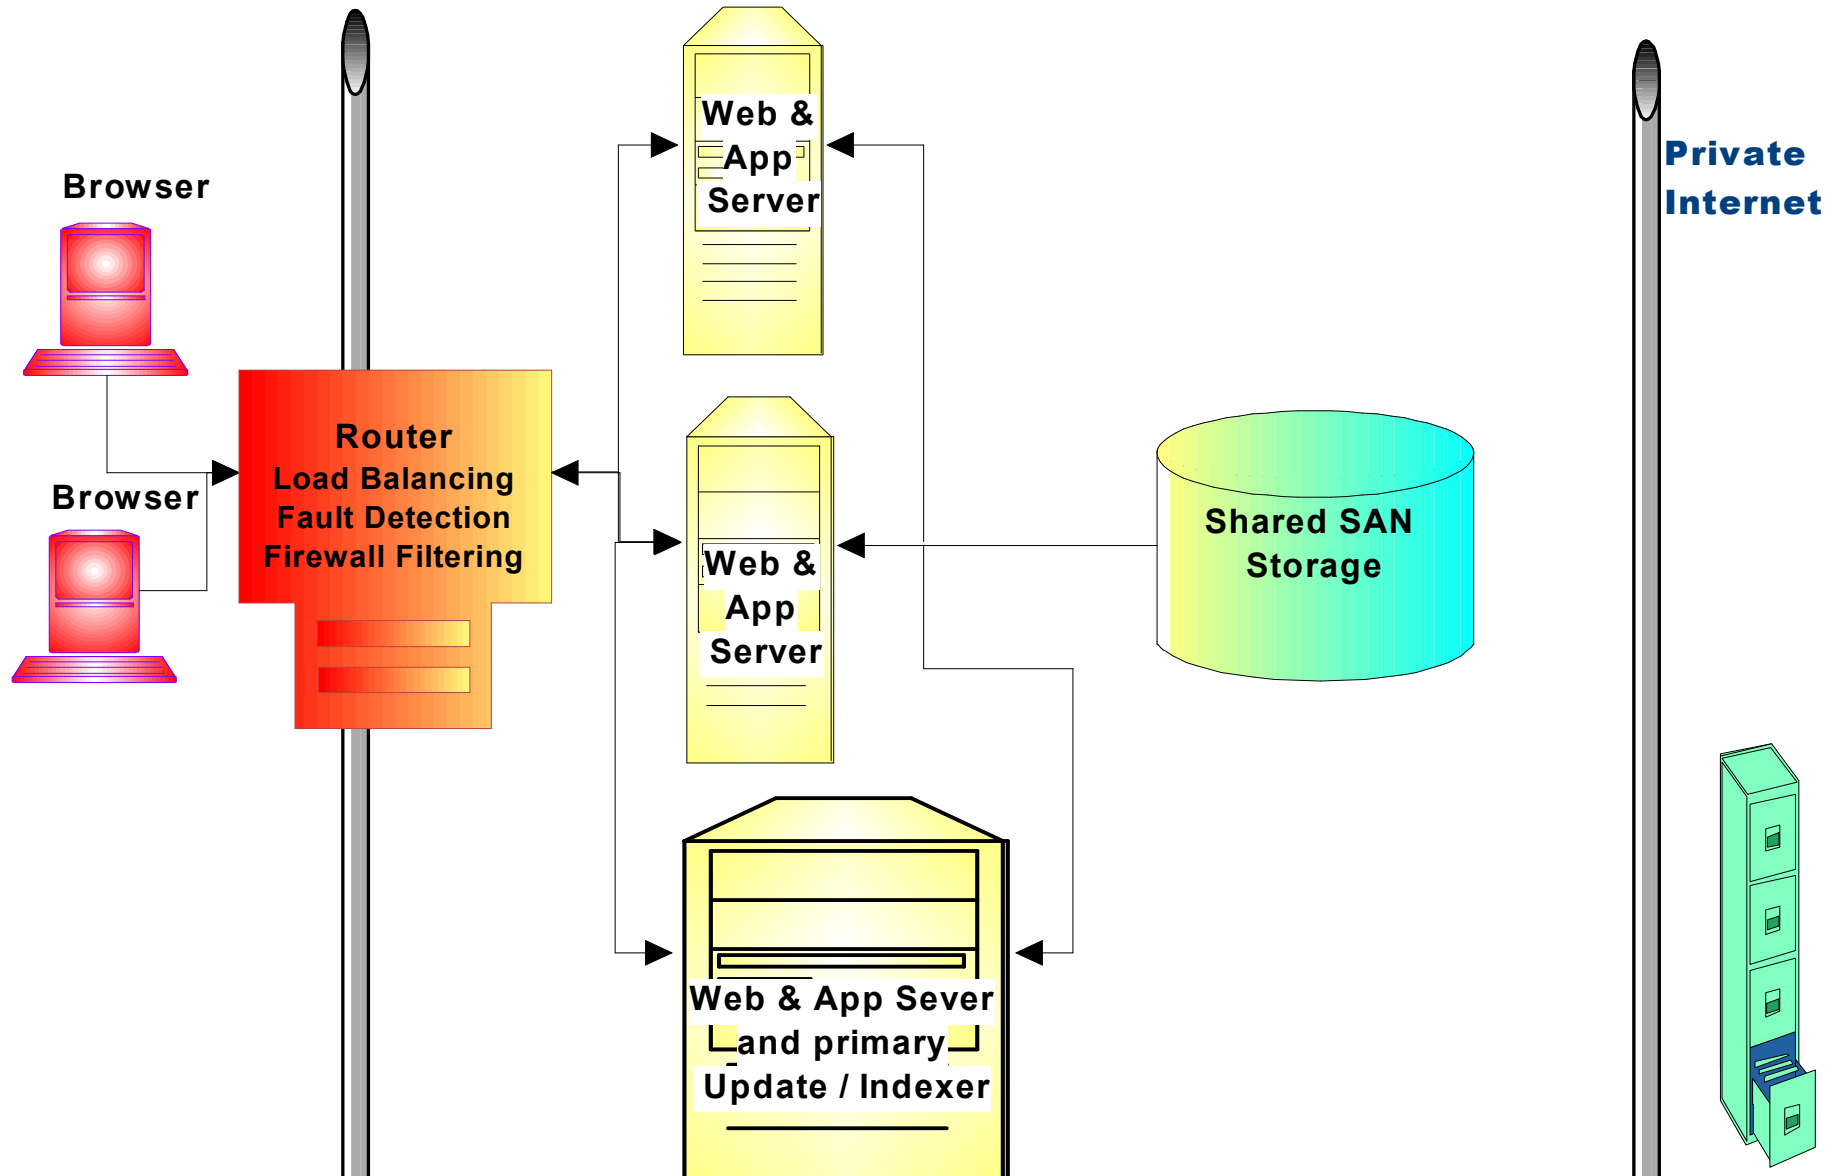 Browser
Browser
Router
Load Balancing
Fault Detection
Firewall Filtering
Web &
App
Server
Web &
App
Server
Web & App Sever
and primary
Update / Indexer
Shared SAN
Storage
Private
Internet